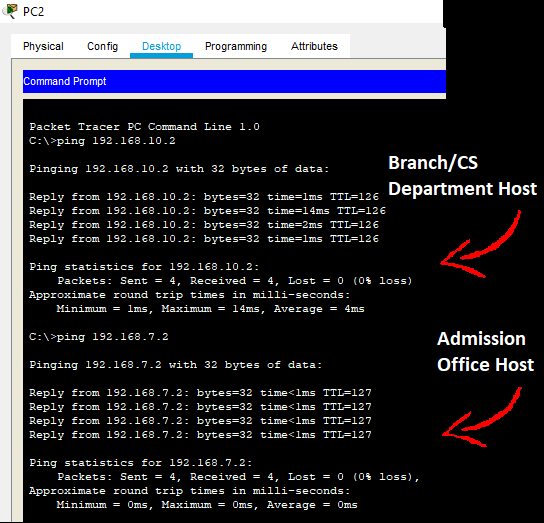 PC2
Physical Config Desktop Programming Attributes
Command Prompt
Packet Tracer PC Command Line 1.0
C:\>ping 192.168.10.2
Pinging 192.168.10.2 with 32 bytes of data:
Reply from 192.168.10.2: bytes=32 time=1ms TTL=126
Reply from 192.168.10.2: bytes=32 time=14ms TTL=126
Reply from 192.168.10.2: bytes=32 time=2ms TTL=126
Reply from 192.168.10.2: bytes=32 time=1ms TTL=126
Branch/CS
Department Host
Ping statistics for 192.168.10.2:
Packets: Sent = 4, Received = 4, Lost = 0 (0% loss)
Approximate round trip times in milli-seconds:
Minimum = 1ms, Maximum = 14ms, Average = 4ms
C:\>ping 192.168.7.2
Pinging 192.168.7.2 with 32 bytes of data:
Reply from 192.168.7.2: bytes=32 time<1ms TTL=127
Reply from 192.168.7.2: bytes=32 time<1ms TTL=127
Reply from 192.168.7.2: bytes=32 time<1ms TTL=127
Reply from 192.168.7.2: bytes=32 time<1ms TTL=127
Admission
Office Host
Ping statistics for 192.168.7.2:
Packets: Sent = 4, Received = 4, Lost = 0 (0% loss),
Approximate round trip times in milli-seconds:
Minimum = 0ms, Maximum = 0ms, Average = 0ms